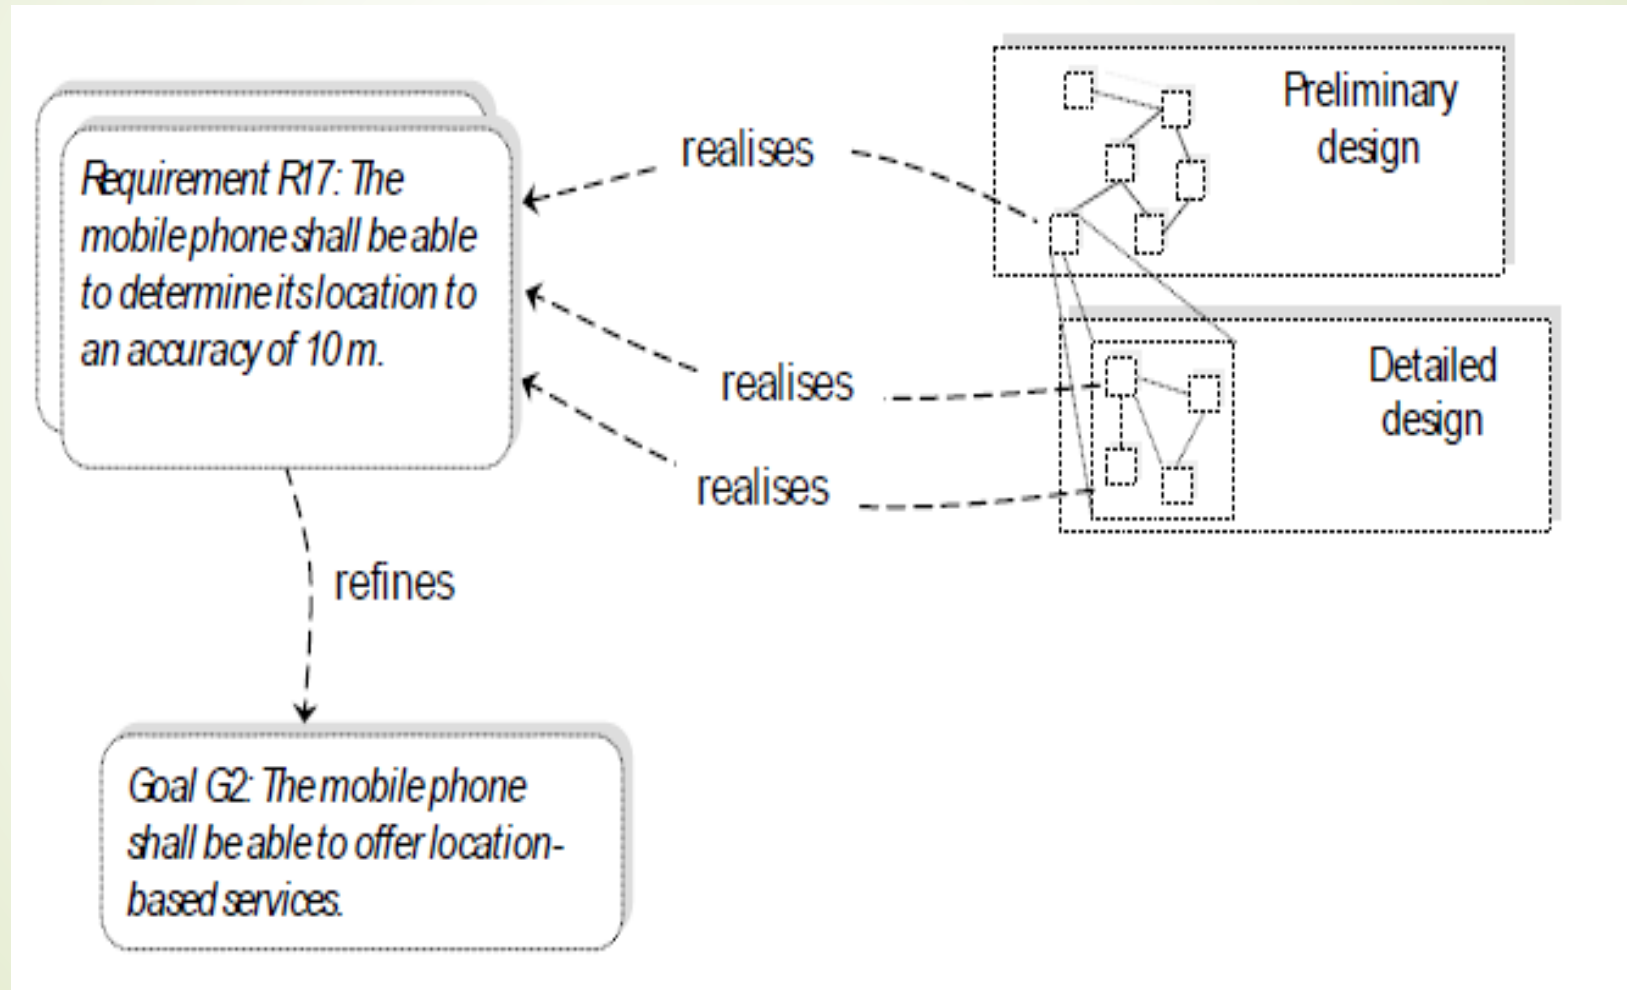 Requirement R17: The
mobile phone shall be able
to determine its location to
an accuracy of 10 m.
realises
realises
realises
Preliminary
design
Detailed
design
refines
Goal G2: The mobile phone
shall be able to offer location-
based services.